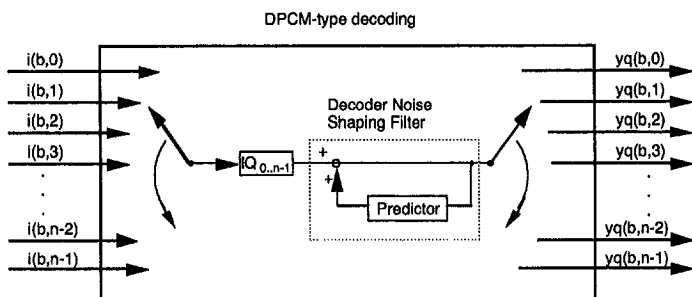 DPCM-type decoding
i(b,0)
i(b,1)
i(b,2)
i(b,3)
i(b,n-2)
i(b,n-1)
IQ0..n-1
Decoder Noise
Shaping Filter
+
+
Predictor
yq(b,0)
yq(b,1)
yq(b,2)
yq(b,3)
yq(b,n-2)
yq(b,n-1)